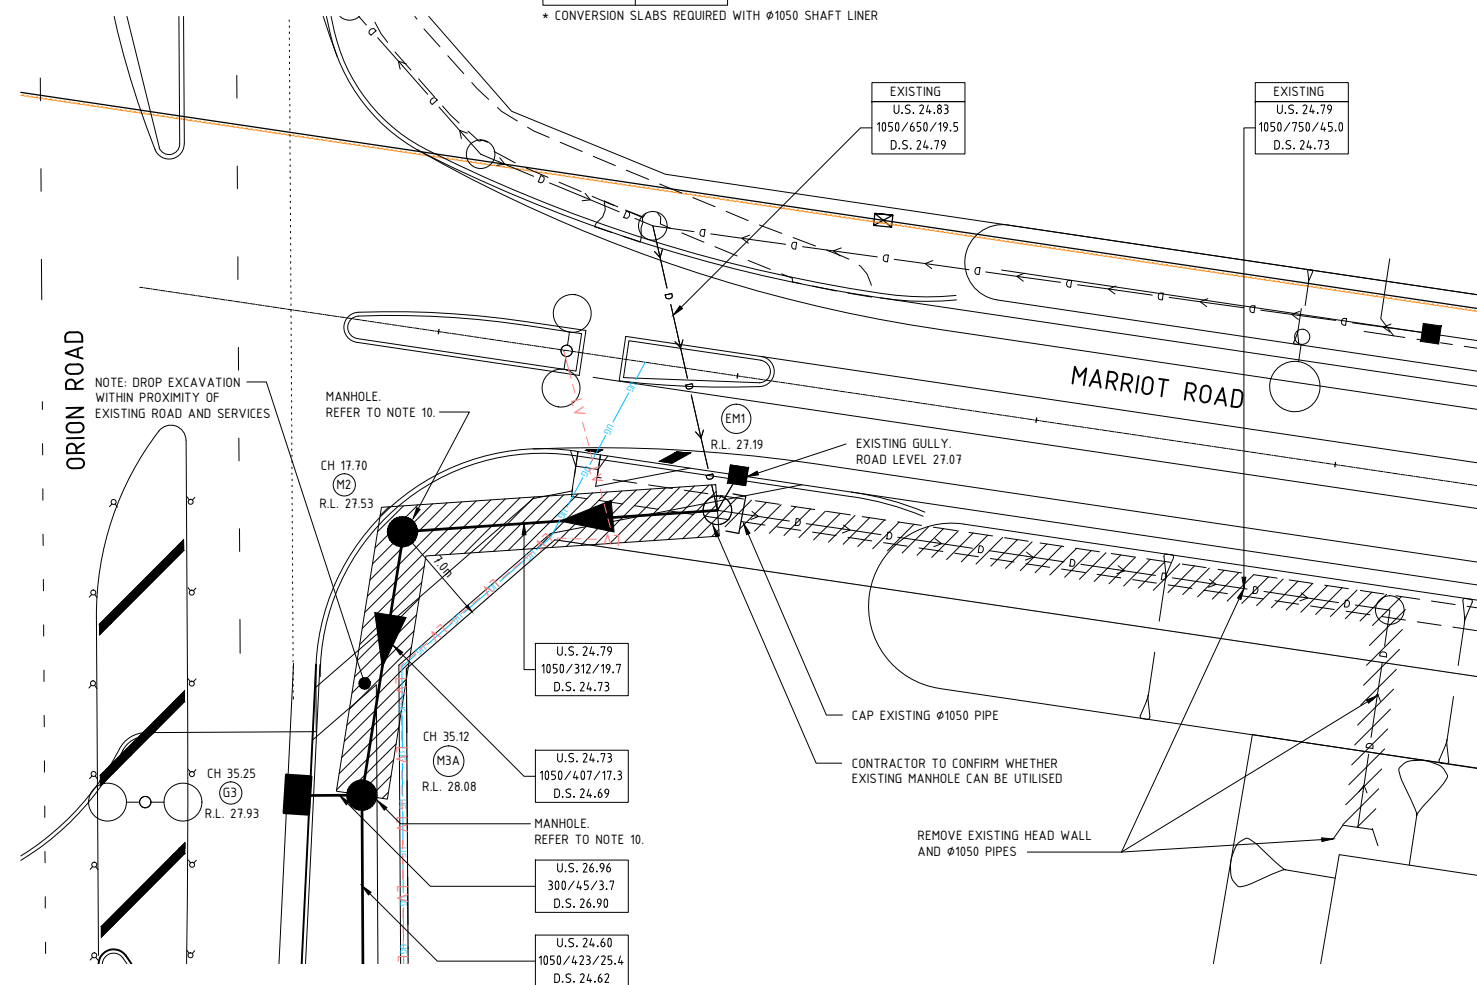 * CONVERSION SLABS REQUIRED WITH Ø1050 SHAFT LINER
EXISTING
U.S. 24.83
1050/650/19.5
D.S. 24.79
EXISTING
U.S. 24.79
1050/750/45.0
D.S. 24.73
ORION ROAD
MARRIOT ROAD
NOTE: DROP EXCAVATION
WITHIN PROXIMITY OF
EXISTING ROAD AND SERVICES
MANHOLE.
REFER TO NOTE 10.
EM1
R.L. 27.19
EXISTING GULLY.
ROAD LEVEL 27.07
CH 17.70
M2
R.L. 27.53
7.0m
U.S. 24.79
1050/312/19.7
D.S. 24.73
CAP EXISTING Ø1050 PIPE
CH 35.12
M3A
R.L. 28.08
U.S. 24.73
1050/407/17.3
D.S. 24.69
CONTRACTOR TO CONFIRM WHETHER
EXISTING MANHOLE CAN BE UTILISED
CH 35.25
G3
R.L. 27.93
MANHOLE.
REFER TO NOTE 10.
REMOVE EXISTING HEAD WALL
AND Ø1050 PIPES
U.S. 26.96
300/45/3.7
D.S. 26.90
U.S. 24.60
1050/423/25.4
D.S. 24.62